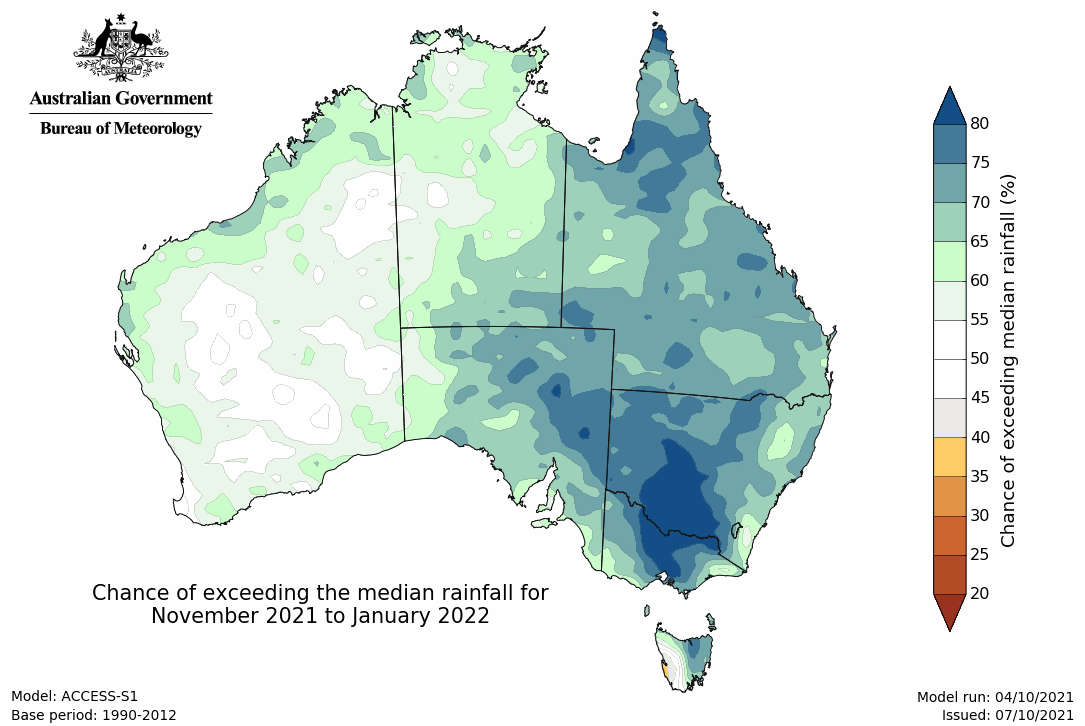 Australian Government
Bureau of Meteorology
80
75
70
65
60
55
50
45
40
35
30
25
20
Chance of exceeding median rainfall (%)
Chance of exceeding the median rainfall for
November 2021 to January 2022
Model: ACCESS-S1
Base period: 1990-2012
Model run: 04/10/2021
Issued: 07/10/2021